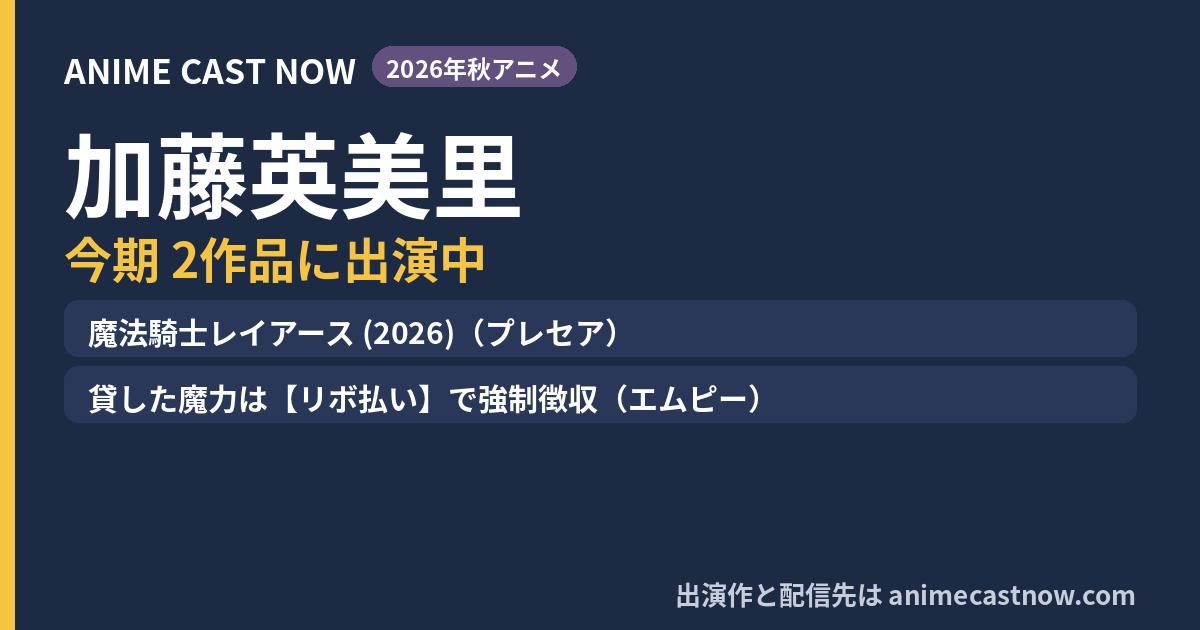 ANIME CAST NOW 2026年秋アニメ
加藤英美里
今期 2作品に出演中
魔法騎士レイアース (2026)（プレセア）
貸した魔力は【リボ払い】で強制徴収（エムピー）
出演作と配信先は animecastnow.com